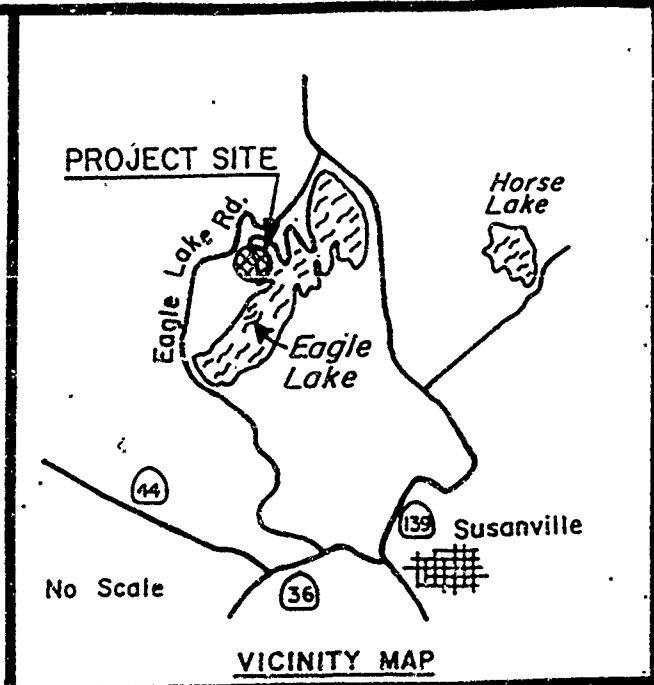 PROJECT SITE
Horse
Lake
Eagle Lake Rd.
Eagle
Lake
44
139
Susanville
No Scale
36
VICINITY MAP